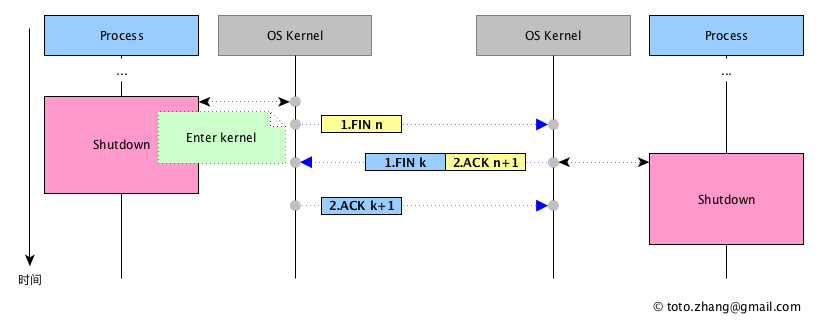 Process
OS Kernel
OS Kernel
Process
...
...
Shutdown
Enter kernel
1.FIN n
1.FIN k
2.ACK n+1
Shutdown
2.ACK k+1
时间
© toto.zhang@gmail.com